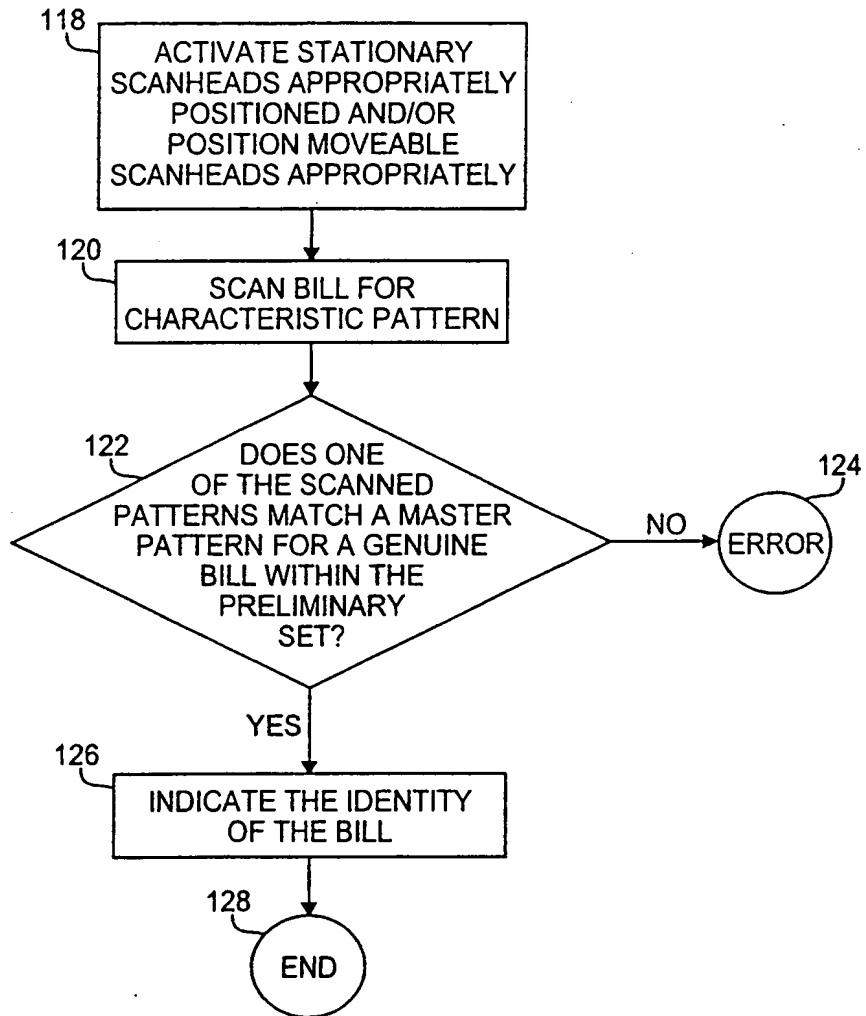 118
ACTIVATE STATIONARY
SCANHEADS APPROPRIATELY
POSITIONED AND/OR
POSITION MOVEABLE
SCANHEADS APPROPRIATELY
120
SCAN BILL FOR
CHARACTERISTIC PATTERN
122
DOES ONE
OF THE SCANNED
PATTERNS MATCH A MASTER
PATTERN FOR A GENUINE
BILL WITHIN THE
PRELIMINARY
SET?
NO
124
ERROR
YES
126
INDICATE THE IDENTITY
OF THE BILL
128
END